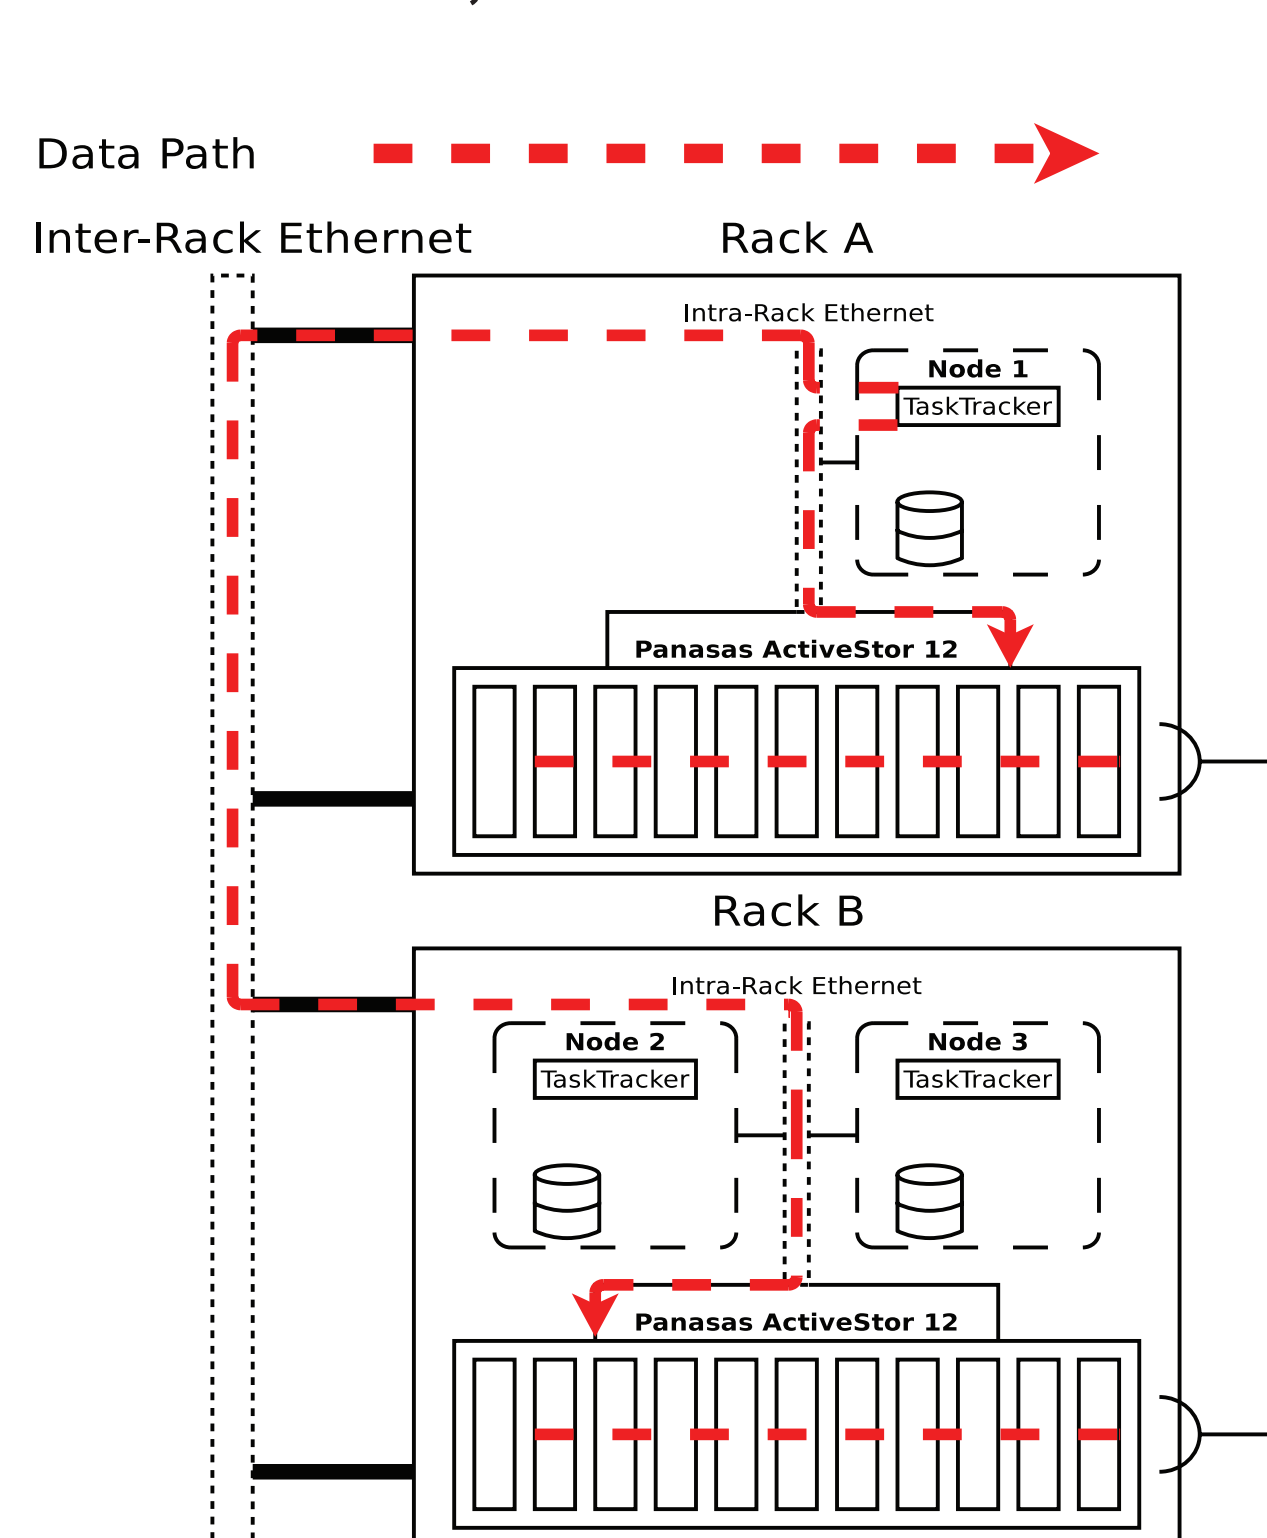 Data Path
Inter-Rack Ethernet
Rack A
Intra-Rack Ethernet
Node 1
TaskTracker
Panasas ActiveStor 12
Rack B
Intra-Rack Ethernet
Node 2
TaskTracker
Node 3
TaskTracker
Panasas ActiveStor 12